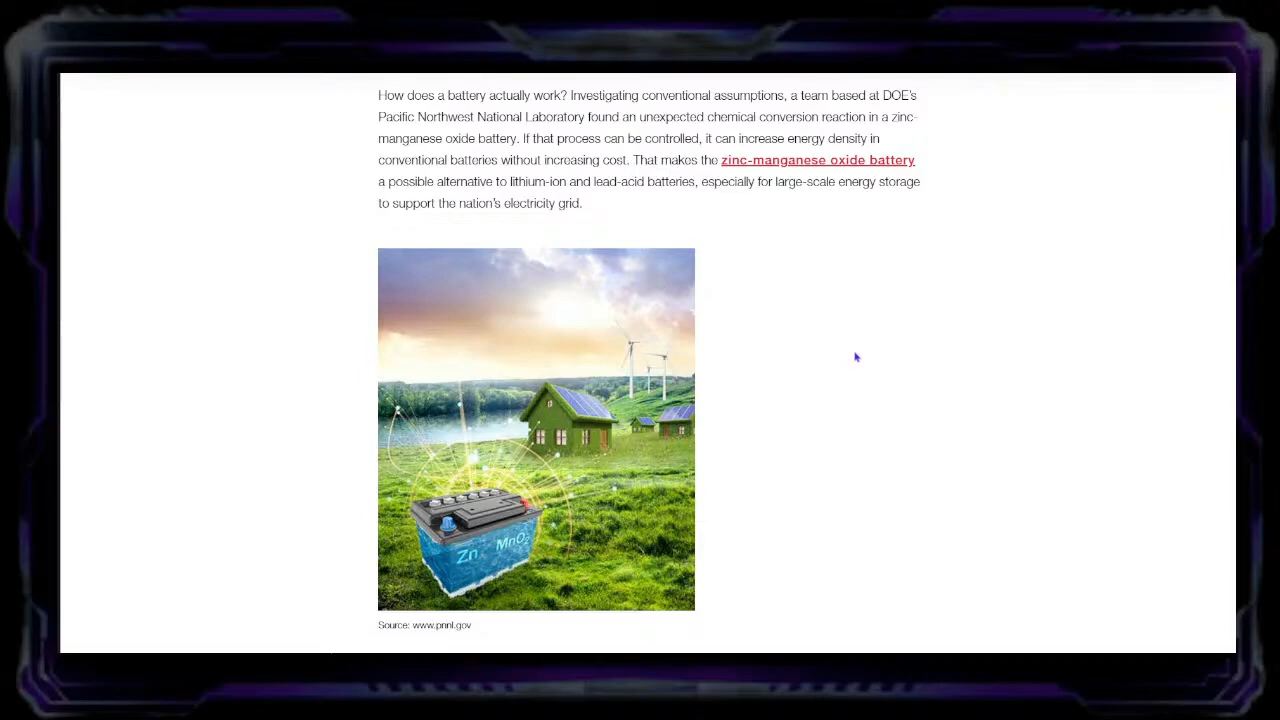 How does a battery actually work? Investigating conventional assumptions, a team based at DOE's
Pacific Northwest National Laboratory found an unexpected chemical conversion reaction in a zinc-
manganese oxide battery. If that process can be controlled, it can increase energy density in
conventional batteries without increasing cost. That makes the zinc-manganese oxide battery
a possible alternative to lithium-ion and lead-acid batteries, especially for large-scale energy storage
to support the nation's electricity grid.
Zn MnO₂
Source: www.pnnl.gov